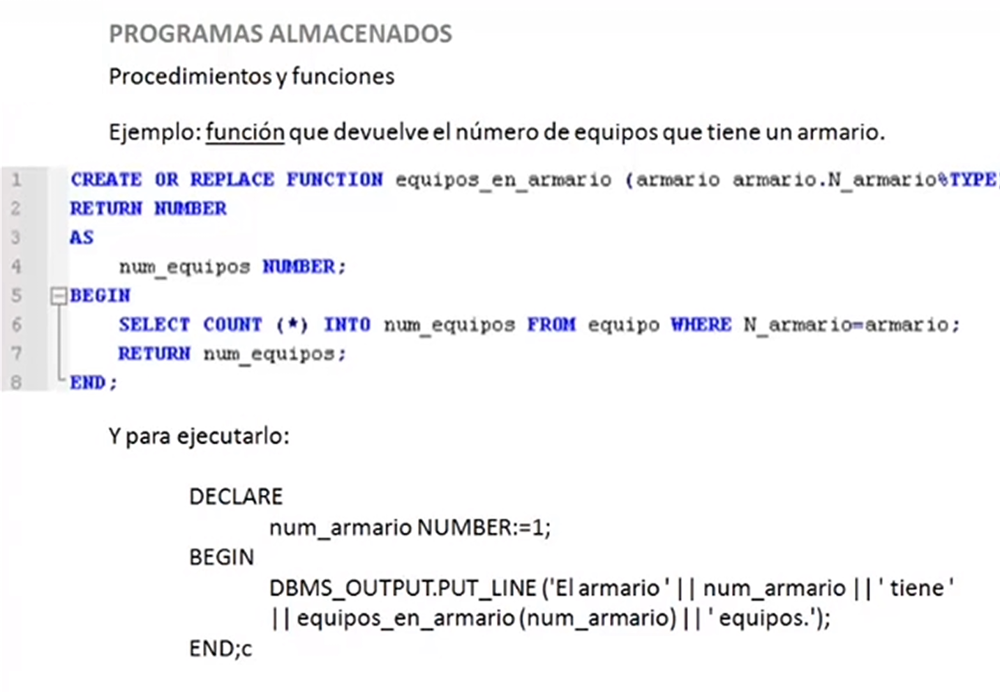 PROGRAMAS ALMACENADOS
Procedimientos y funciones
Ejemplo: función que devuelve el número de equipos que tiene un armario.
1 CREATE OR REPLACE FUNCTION equipos_en_armario (armario armario.N_armario%TYPE)
2 RETURN NUMBER
3 AS
4 num_equipos NUMBER;
5 BEGIN
6 SELECT COUNT (*) INTO num_equipos FROM equipo WHERE N_armario=armario;
7 RETURN num_equipos;
8 END;
Y para ejecutarlo:
DECLARE
num_armario NUMBER:=1;
BEGIN
DBMS_OUTPUT.PUT_LINE ('El armario ' || num_armario || ' tiene '
|| equipos_en_armario (num_armario) || ' equipos.');
END;c